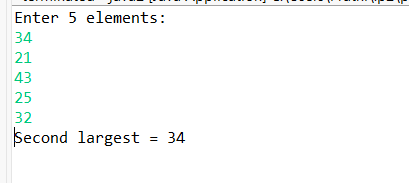 Enter 5 elements:
34
21
43
25
32
Second largest = 34